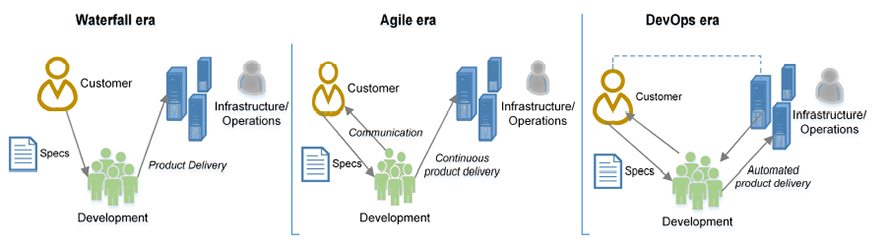 Waterfall era
Customer
Infrastructure/
Operations
Specs
Product Delivery
Development
Agile era
Customer
Infrastructure/
Operations
Communication
Specs
Continuous
product delivery
Development
DevOps era
Customer
Infrastructure/
Operations
Specs
Automated
product delivery
Development